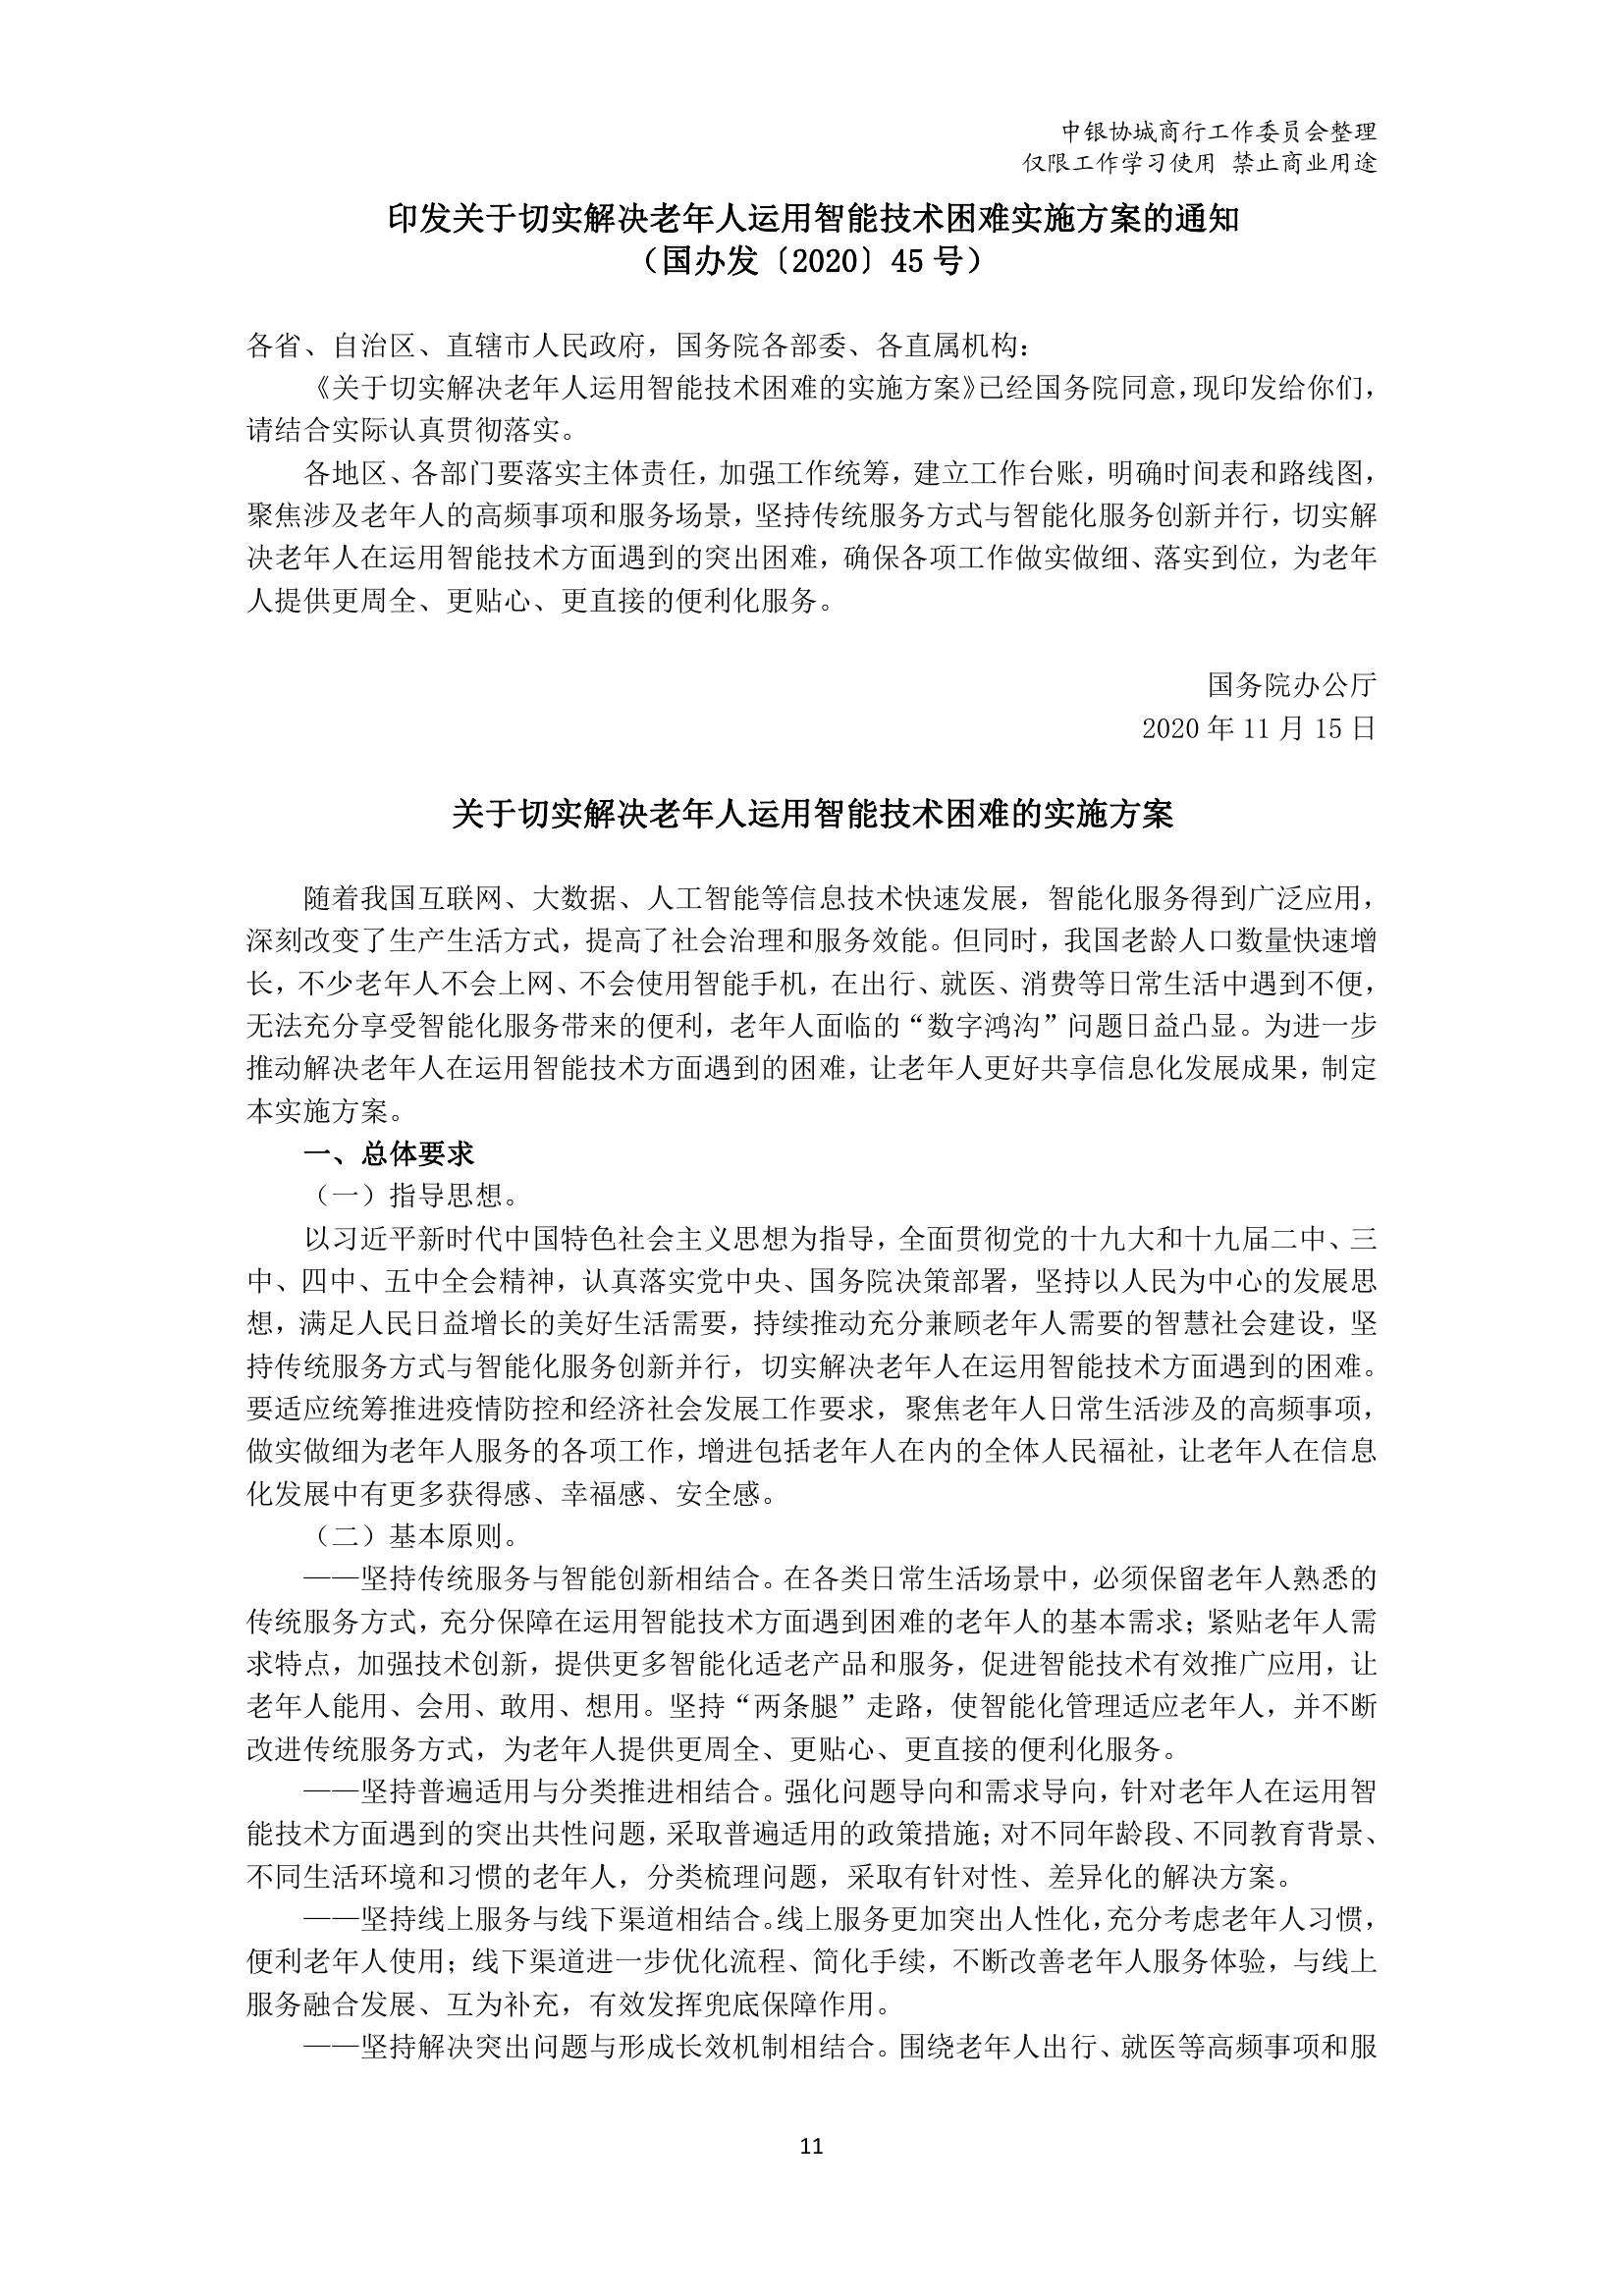 中银协城商行工作委员会整理
仅限工作学习使用 禁止商业用途
印发关于切实解决老年人运用智能技术困难实施方案的通知
（国办发〔2020〕45 号）
各省、自治区、直辖市人民政府，国务院各部委、各直属机构：
《关于切实解决老年人运用智能技术困难的实施方案》已经国务院同意，现印发给你们，
请结合实际认真贯彻落实。
各地区、各部门要落实主体责任，加强工作统筹，建立工作台账，明确时间表和路线图，
聚焦涉及老年人的高频事项和服务场景，坚持传统服务方式与智能化服务创新并行，切实解
决老年人在运用智能技术方面遇到的突出困难，确保各项工作做实做细、落实到位，为老年
人提供更周全、更贴心、更直接的便利化服务。
国务院办公厅
2020 年 11 月 15 日
关于切实解决老年人运用智能技术困难的实施方案
随着我国互联网、大数据、人工智能等信息技术快速发展，智能化服务得到广泛应用，
深刻改变了生产生活方式，提高了社会治理和服务效能。但同时，我国老龄人口数量快速增
长，不少老年人不会上网、不会使用智能手机，在出行、就医、消费等日常生活中遇到不便，
无法充分享受智能化服务带来的便利，老年人面临的“数字鸿沟”问题日益凸显。为进一步
推动解决老年人在运用智能技术方面遇到的困难，让老年人更好共享信息化发展成果，制定
本实施方案。
一、总体要求
（一）指导思想。
以习近平新时代中国特色社会主义思想为指导，全面贯彻党的十九大和十九届二中、三
中、四中、五中全会精神，认真落实党中央、国务院决策部署，坚持以人民为中心的发展思
想，满足人民日益增长的美好生活需要，持续推动充分兼顾老年人需要的智慧社会建设，坚
持传统服务方式与智能化服务创新并行，切实解决老年人在运用智能技术方面遇到的困难。
要适应统筹推进疫情防控和经济社会发展工作要求，聚焦老年人日常生活涉及的高频事项，
做实做细为老年人服务的各项工作，增进包括老年人在内的全体人民福祉，让老年人在信息
化发展中有更多获得感、幸福感、安全感。
（二）基本原则。
——坚持传统服务与智能创新相结合。在各类日常生活场景中，必须保留老年人熟悉的
传统服务方式，充分保障在运用智能技术方面遇到困难的老年人的基本需求；紧贴老年人需
求特点，加强技术创新，提供更多智能化适老产品和服务，促进智能技术有效推广应用，让
老年人能用、会用、敢用、想用。坚持“两条腿”走路，使智能化管理适应老年人，并不断
改进传统服务方式，为老年人提供更周全、更贴心、更直接的便利化服务。
——坚持普遍适用与分类推进相结合。强化问题导向和需求导向，针对老年人在运用智
能技术方面遇到的突出共性问题，采取普遍适用的政策措施；对不同年龄段、不同教育背景、
不同生活环境和习惯的老年人，分类梳理问题，采取有针对性、差异化的解决方案。
——坚持线上服务与线下渠道相结合。线上服务更加突出人性化，充分考虑老年人习惯，
便利老年人使用；线下渠道进一步优化流程、简化手续，不断改善老年人服务体验，与线上
服务融合发展、互为补充，有效发挥兜底保障作用。
——坚持解决突出问题与形成长效机制相结合。围绕老年人出行、就医等高频事项和服
11